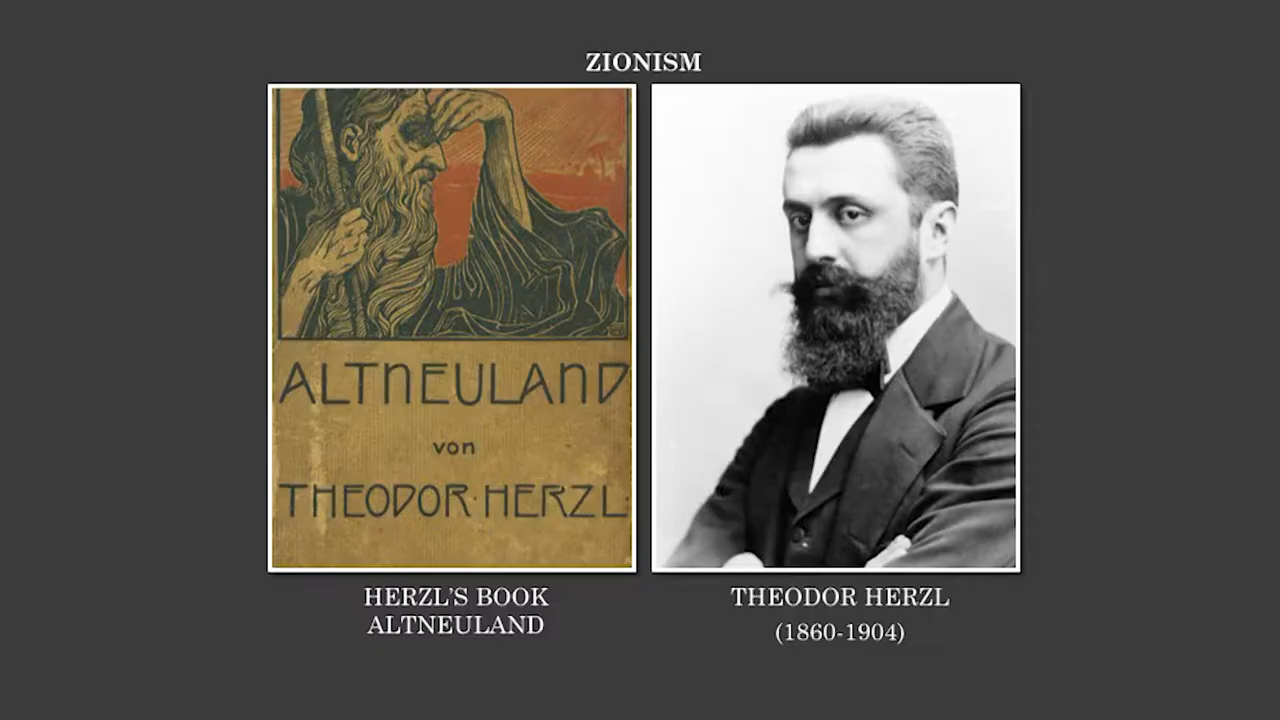 ZIONISM
ALTNEULAND
von
THEODOR·HERZL·
HERZL'S BOOK
ALTNEULAND
THEODOR HERZL
(1860-1904)